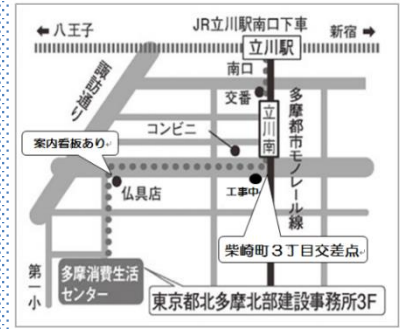 ← 八王子
JR立川駅南口下車
新宿 →
立川駅
南口
諏訪通り
交番
立川南
多摩都市モノレール線
コンビニ
案内看板あり
仏具店
工事中
柴崎町3丁目交差点
第一小
多摩消費生活
センター
東京都北多摩北部建設事務所3F